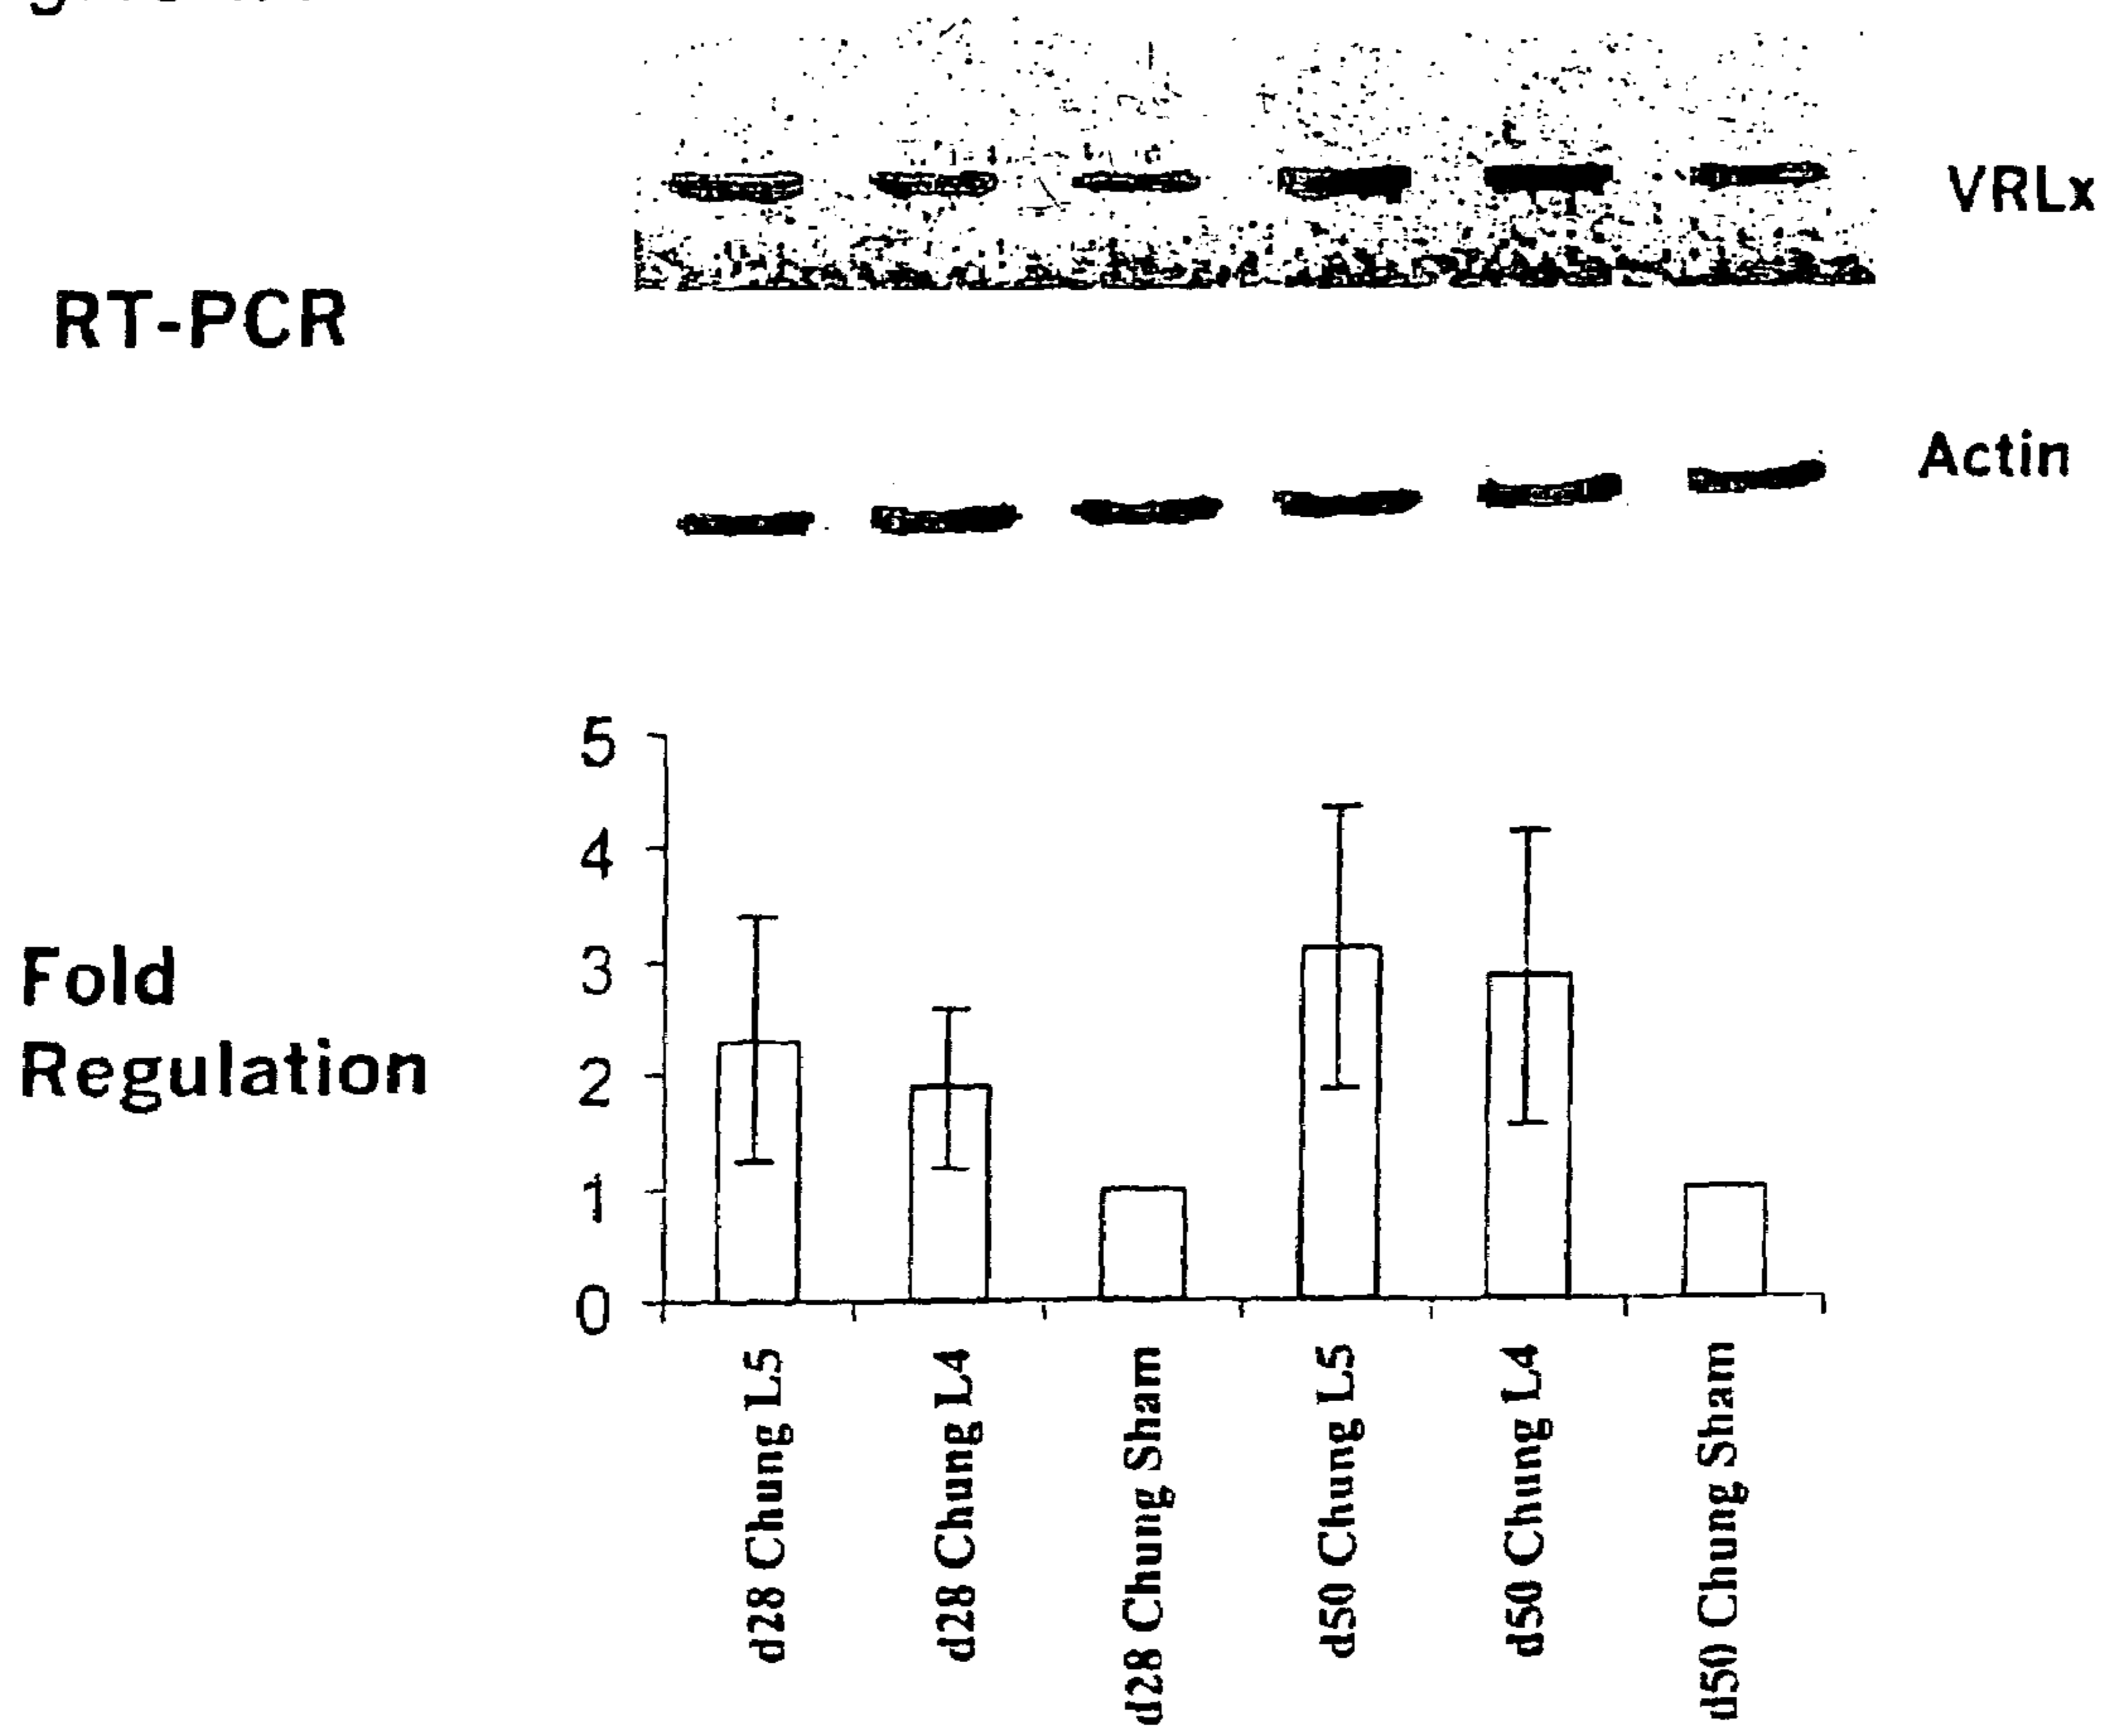 VRLx
RT-PCR
Actin
5
4
3
2
1
0
Fold
Regulation
d28 Chung L5
d28 Chung L4
d28 Chung Sham
d50 Chung L5
d50 Chung L4
d50 Chung Sham